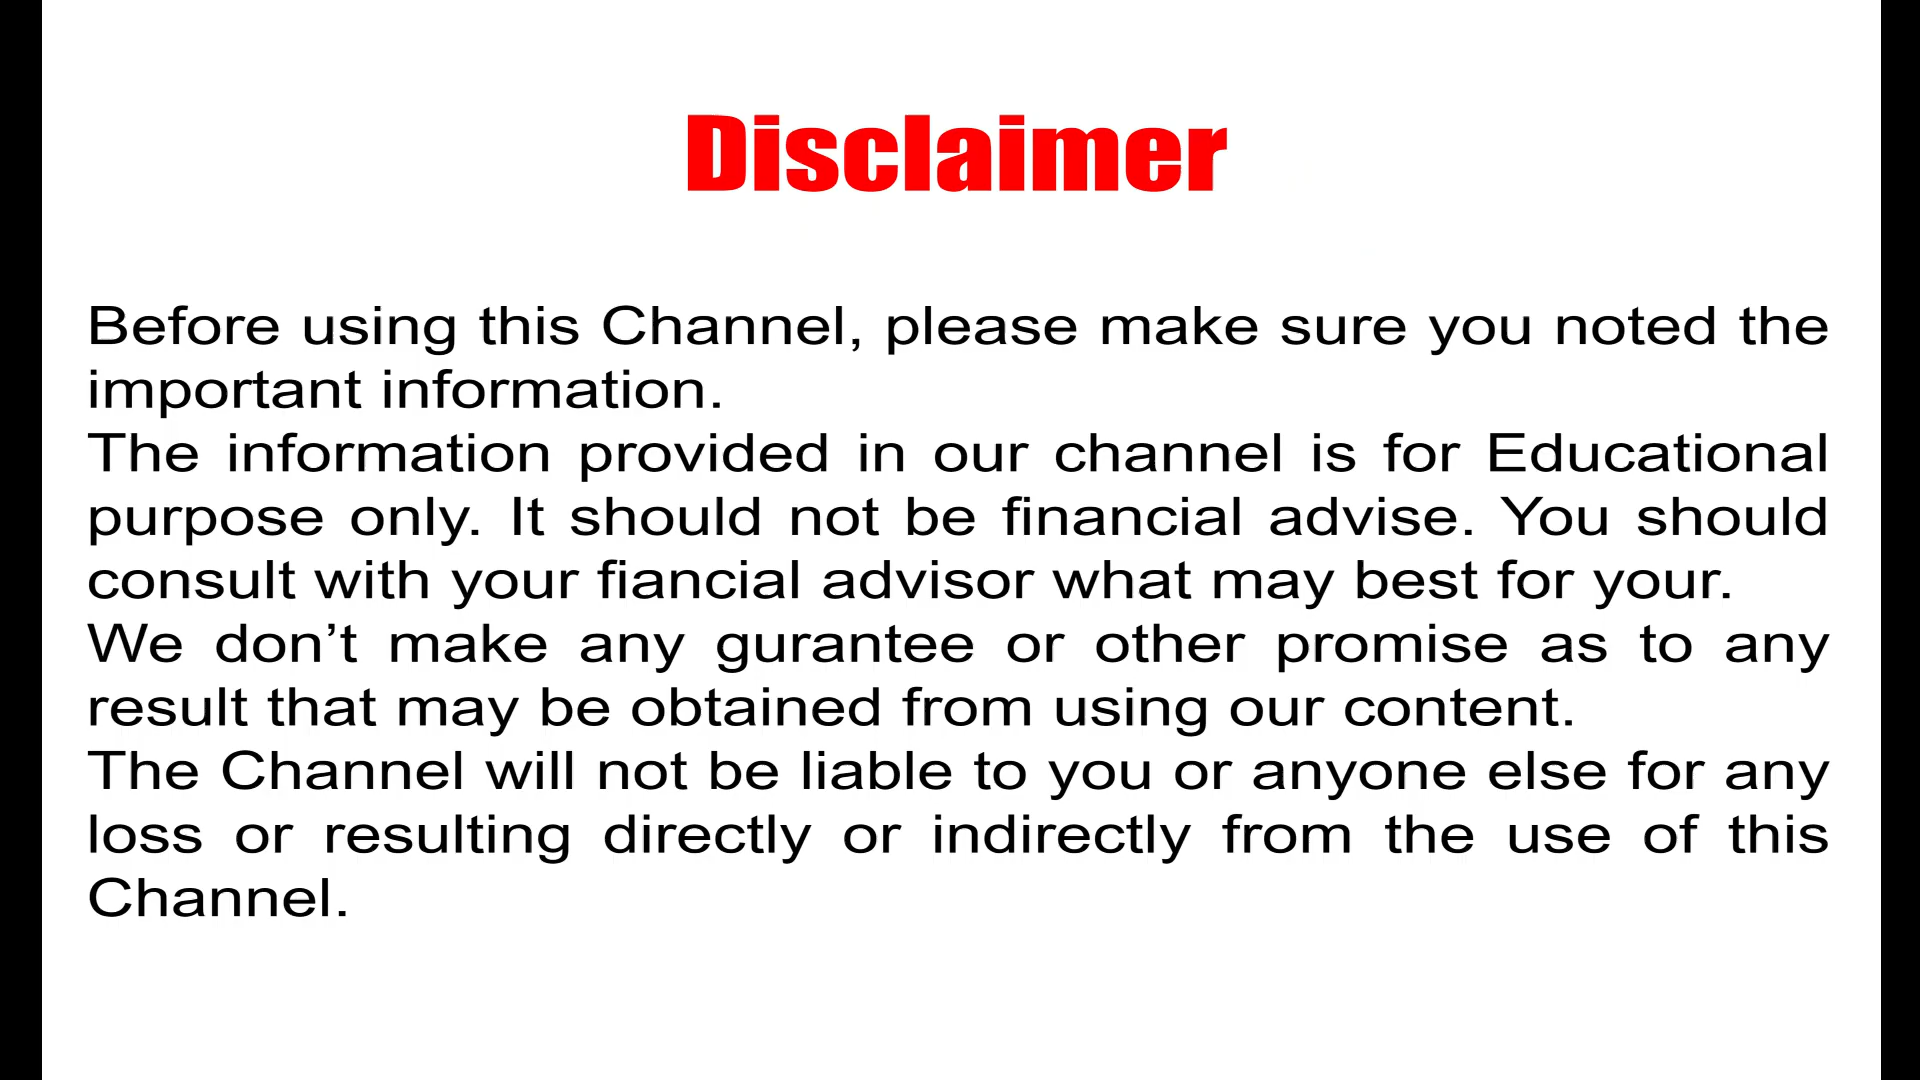 Disclaimer
Before using this Channel, please make sure you noted the
important information.
The information provided in our channel is for Educational
purpose only. It should not be financial advise. You should
consult with your fiancial advisor what may best for your.
We don’t make any gurantee or other promise as to any
result that may be obtained from using our content.
The Channel will not be liable to you or anyone else for any
loss or resulting directly or indirectly from the use of this
Channel.